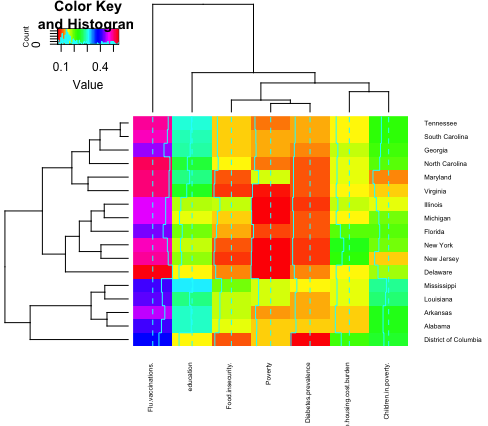 Color Key
and Histogran
Count
0
0.1 0.4
Value
Tennessee
South Carolina
Georgia
North Carolina
Maryland
Virginia
Illinois
Michigan
Florida
New York
New Jersey
Delaware
Mississippi
Louisiana
Arkansas
Alabama
District of Columbia
Flu.vaccinations.
education
Food.insecurity.
Poverty
Diabetes.prevalence
housing.cost.burden
Children.in.poverty.